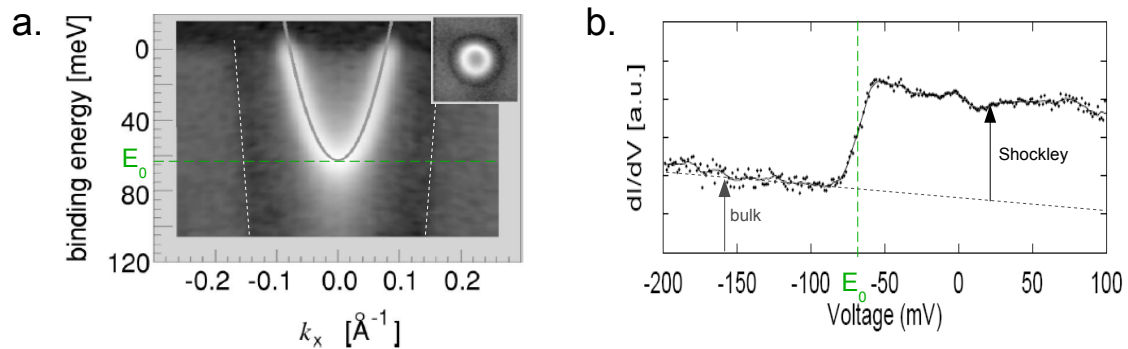 a.
binding energy [meV]
0
40
E₀
60
80
120
-0.2 -0.1 0.0 0.1 0.2
kₓ [Å⁻¹]
b.
dI/dV [a.u.]
Shockley
bulk
-200 -150 -100 E₀ -50 0 50 100
Voltage (mV)